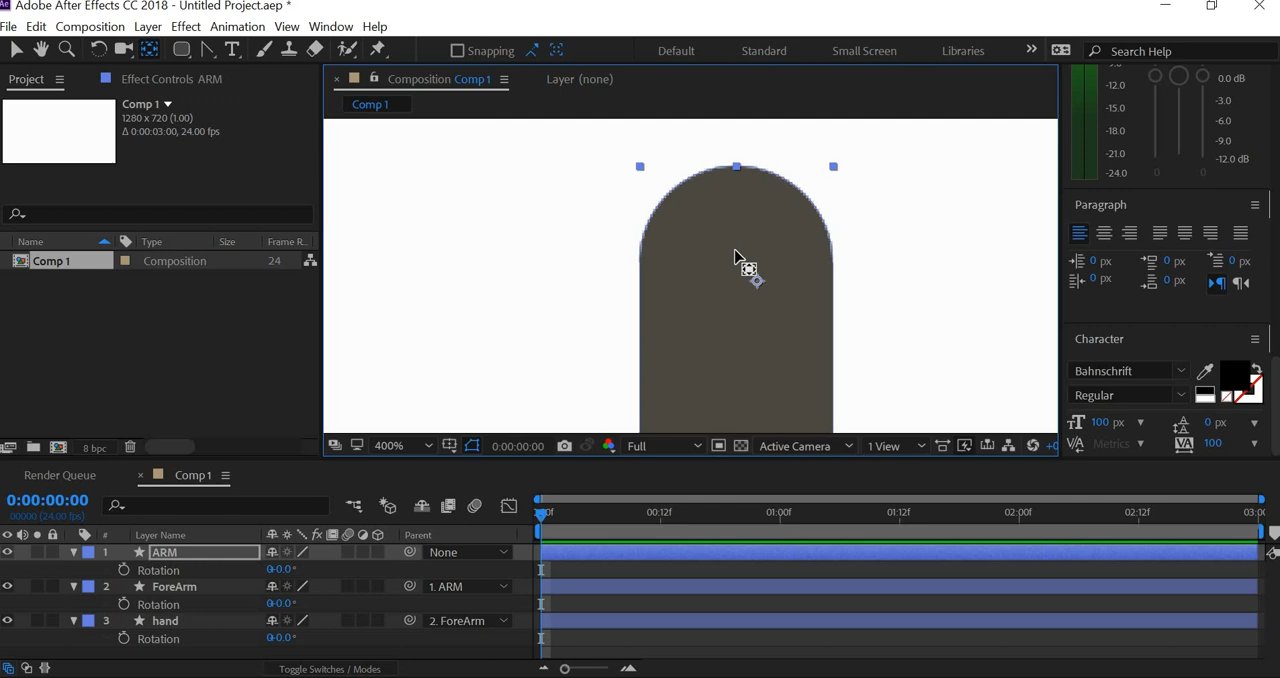 Adobe After Effects CC 2018 - Untitled Project.aep *
File Edit Composition Layer Effect Animation View Window Help
Snapping Default Standard Small Screen Libraries Search Help
Project Effect Controls ARM Composition Comp1 Layer (none)
Comp 1
1280 x 720 (1.00)
Δ 0:00:03:00, 24.00 fps
Comp 1
Name Type Size Frame R...
Comp 1 Composition 24
8 bpc
400% 0:00:00:00 Full Active Camera 1 View
-12.0
-15.0
-18.0
-21.0
-24.0
0.0 dB
-3.0
-6.0
-9.0
-12.0 dB
Paragraph
0 px 0 px 0 px
0 px 0 px
Character
Bahnschrift
Regular
100 px 0 px
Metrics 100
Render Queue Comp1
0:00:00:00
00000 (24.00 fps)
00:12f 01:00f 01:12f 02:00f 02:12f
# Layer Name Parent
1 ARM None
Rotation 0x+0.0°
2 ForeArm 1. ARM
Rotation 0x+0.0°
3 hand 2. ForeArm
Rotation 0x+0.0°
Toggle Switches / Modes